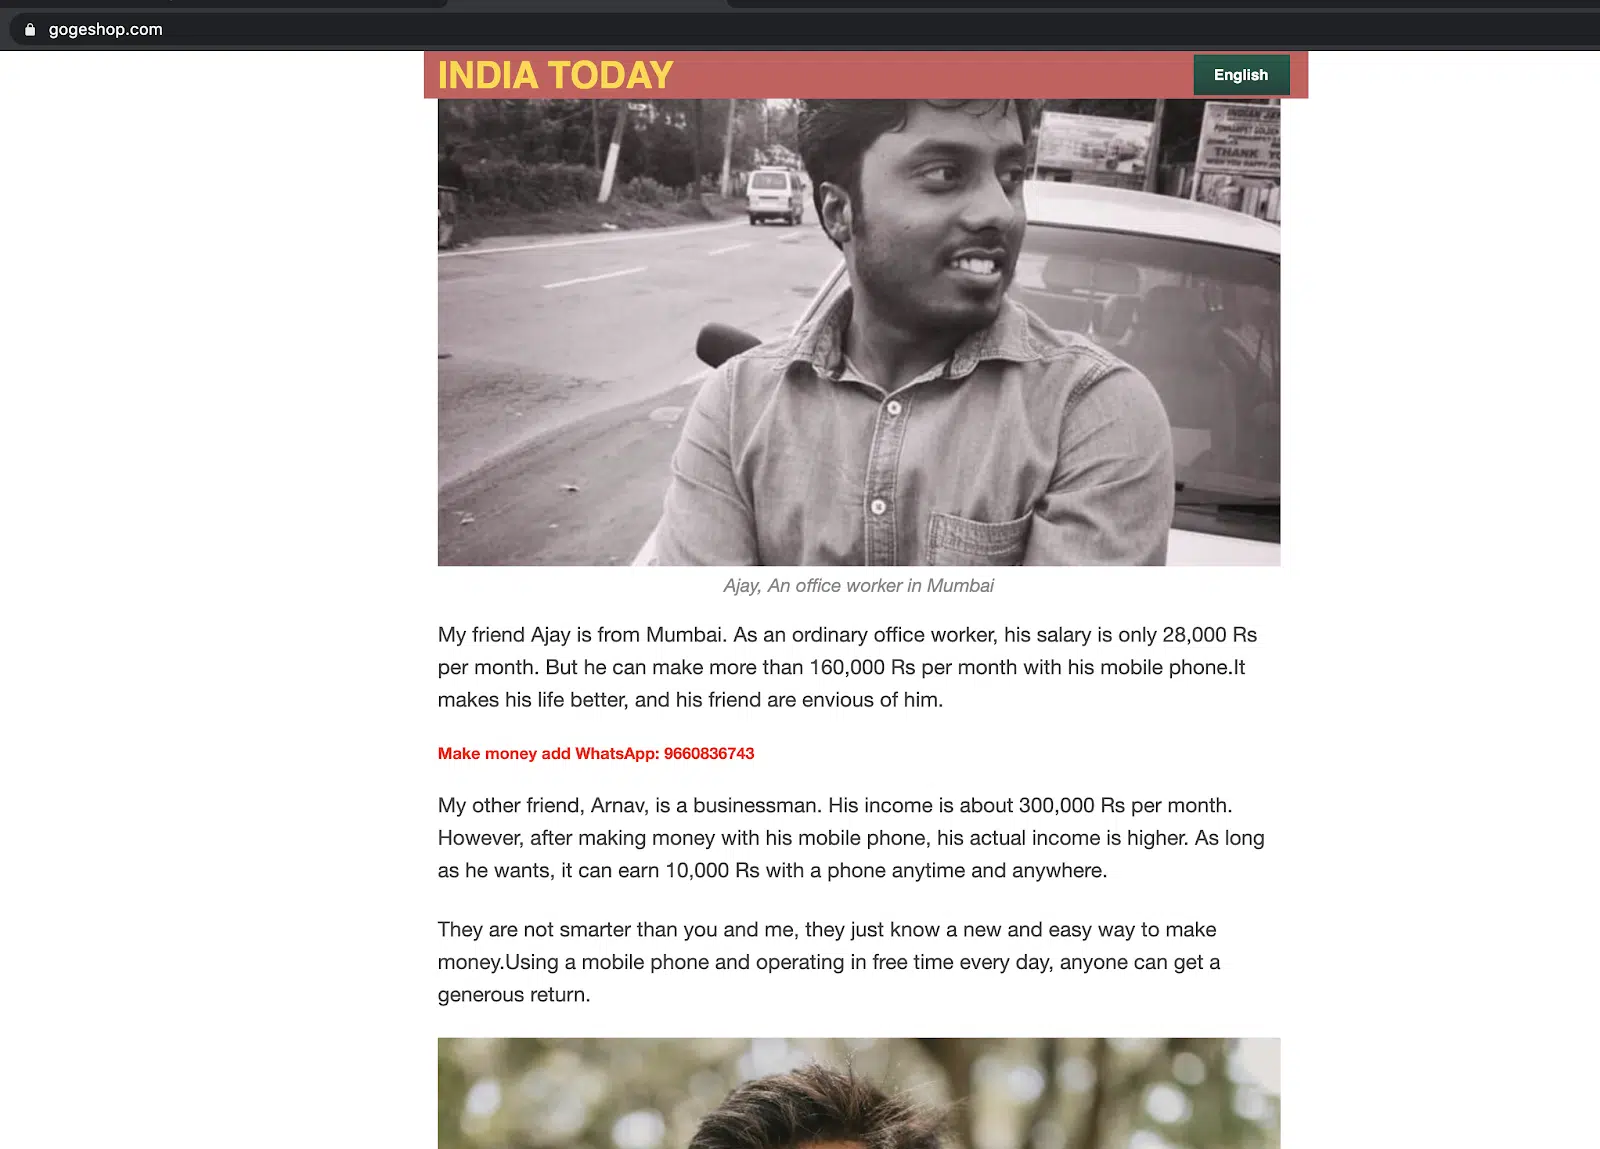 gogeshop.com
INDIA TODAY
English
INDIAN
THANK
Ajay, An office worker in Mumbai
My friend Ajay is from Mumbai. As an ordinary office worker, his salary is only 28,000 Rs
per month. But he can make more than 160,000 Rs per month with his mobile phone.It
makes his life better, and his friend are envious of him.
Make money add WhatsApp: 9660836743
My other friend, Arnav, is a businessman. His income is about 300,000 Rs per month.
However, after making money with his mobile phone, his actual income is higher. As long
as he wants, it can earn 10,000 Rs with a phone anytime and anywhere.
They are not smarter than you and me, they just know a new and easy way to make
money.Using a mobile phone and operating in free time every day, anyone can get a
generous return.